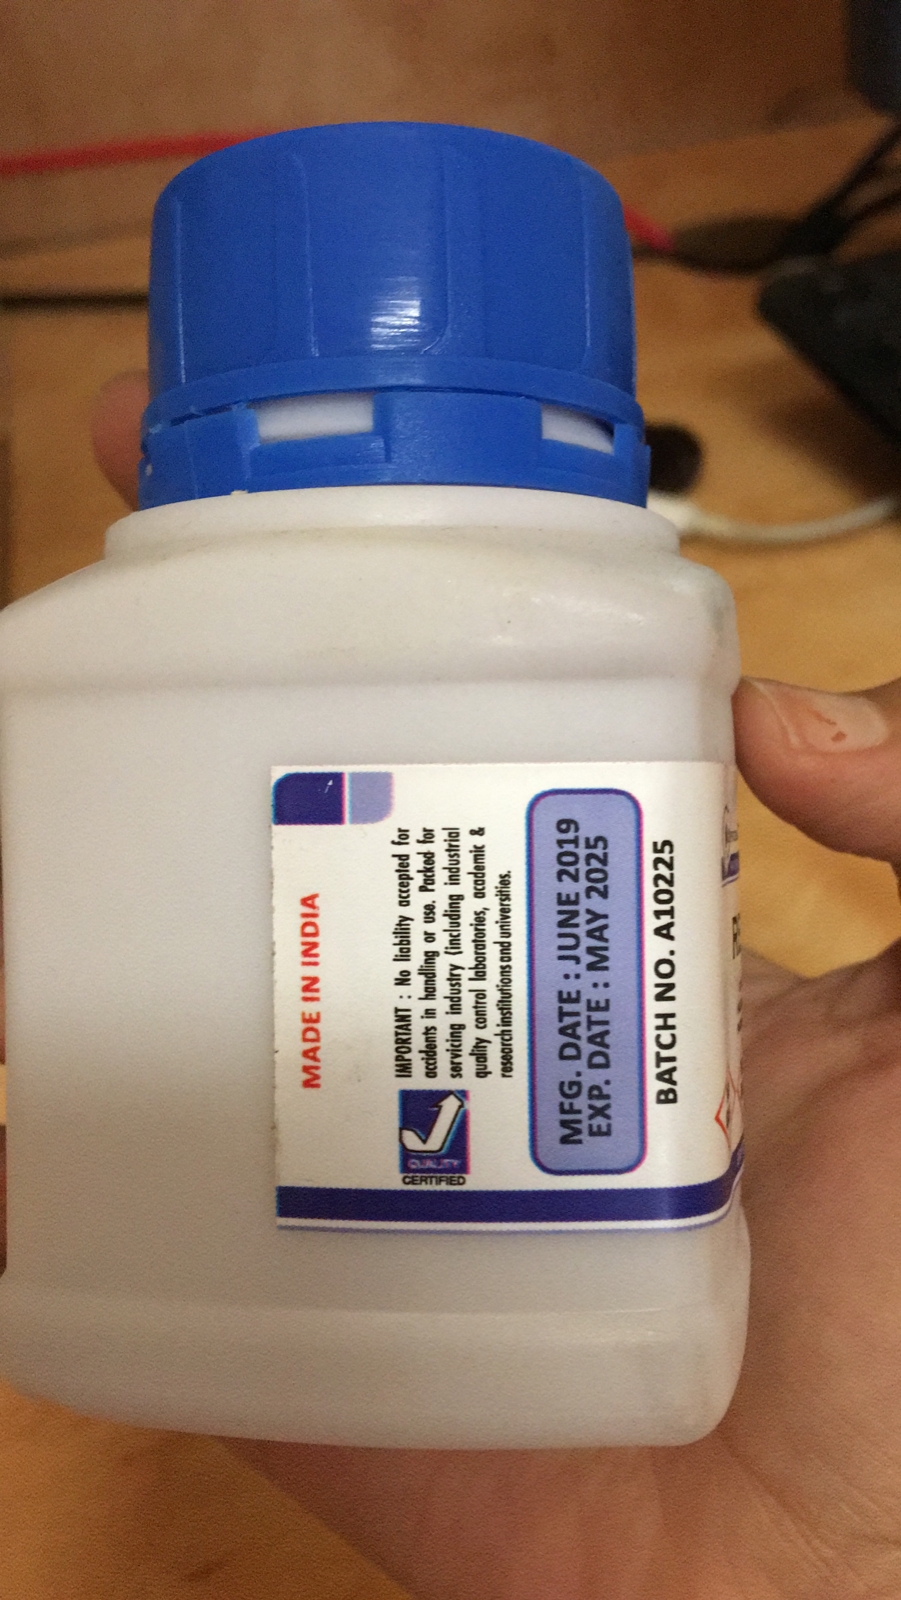 MADE IN INDIA
IMPORTANT : No liability accepted for
accidents in handling or use. Packed for
servicing industry (including industrial
quality control laboratories, academic &
research institutions and universities.
QUALITY
CERTIFIED
MFG. DATE : JUNE 2019
EXP. DATE : MAY 2025
BATCH NO. A10225